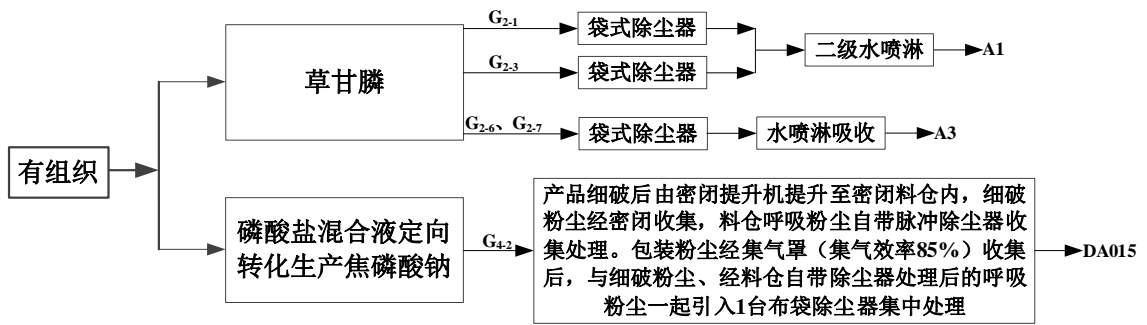 有组织
草甘膦
G2-1
袋式除尘器
G2-3
袋式除尘器
二级水喷淋
A1
G2-6、G2-7
袋式除尘器
水喷淋吸收
A3
磷酸盐混合液定向
转化生产焦磷酸钠
G4-2
产品细破后由密闭提升机提升至密闭料仓内，细破
粉尘经密闭收集，料仓呼吸粉尘自带脉冲除尘器收
集处理。包装粉尘经集气罩（集气效率85%）收集
后，与细破粉尘、经料仓自带除尘器处理后的呼吸
粉尘一起引入1台布袋除尘器集中处理
DA015